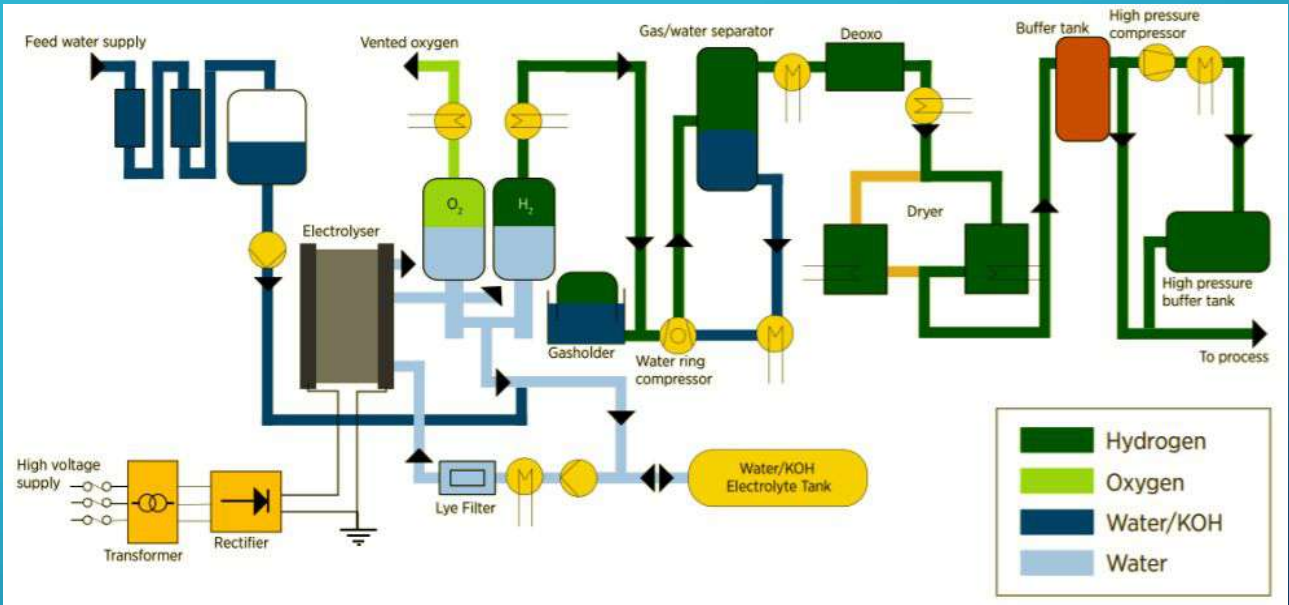 Feed water supply
Vented oxygen
Gas/water separator
Deoxo
Buffer tank
High pressure
compressor
O2
H2
Electrolyser
Dryer
Gasholder
Water ring
compressor
High pressure
buffer tank
To process
High voltage
supply
Transformer
Rectifier
Lye Filter
Water/KOH
Electrolyte Tank
Hydrogen
Oxygen
Water/KOH
Water